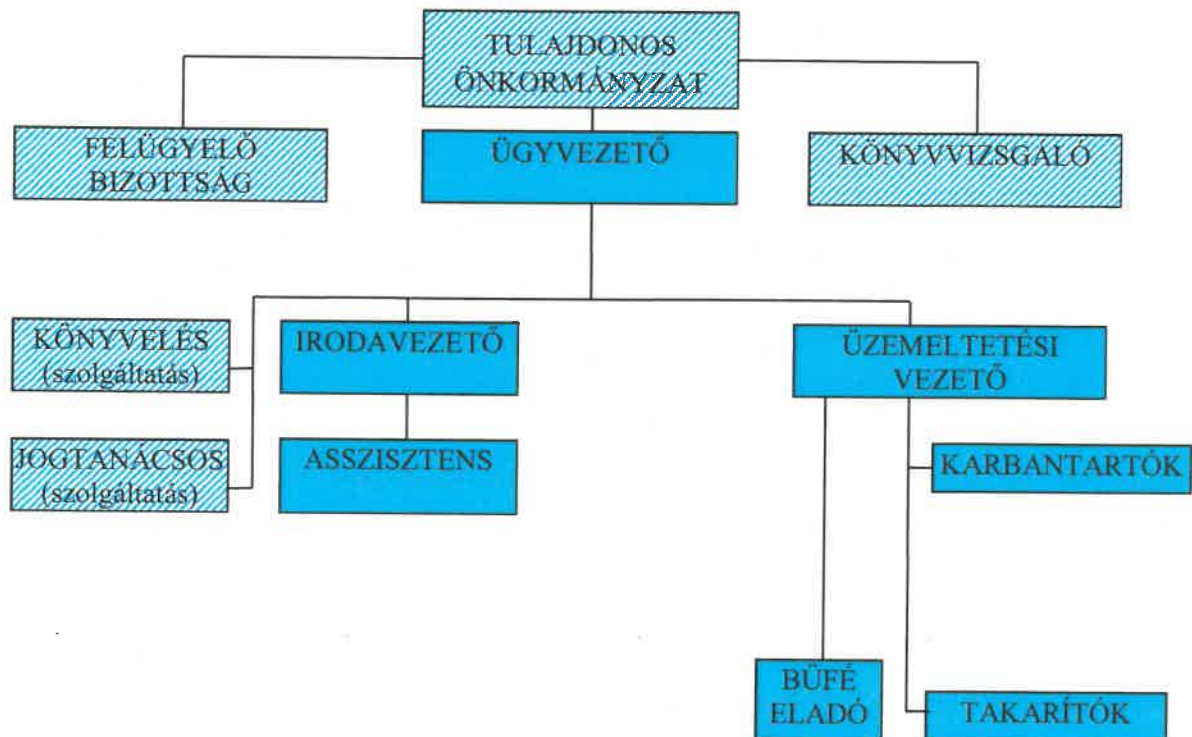 TULAJDONOS
ÖNKORMÁNYZAT
FELÜGYELŐ
BIZOTTSÁG
ÜGYVEZETŐ
KÖNYVVIZSGÁLÓ
KÖNYVELÉS
(szolgáltatás)
IRODAVEZETŐ
ÜZEMELTETÉSI
VEZETŐ
JOGTANÁCSOS
(szolgáltatás)
ASSZISZTENS
KARBANTARTÓK
BÜFÉ
ELADÓ
TAKARÍTÓK